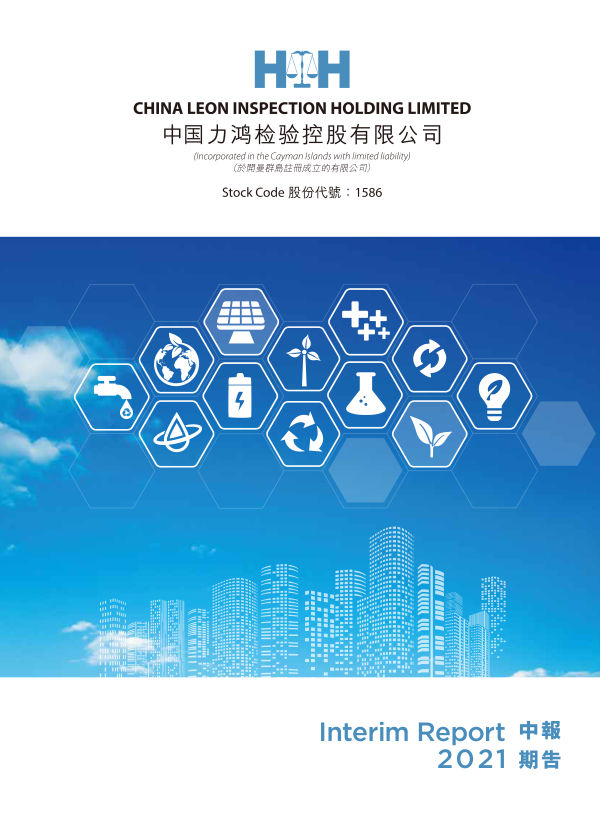 HH
CHINA LEON INSPECTION HOLDING LIMITED
中国力鸿检验控股有限公司
(Incorporated in the Cayman Islands with limited liability)
（於開曼群島註冊成立的有限公司）
Stock Code 股份代號：1586
Interim Report 中報
2021 期告